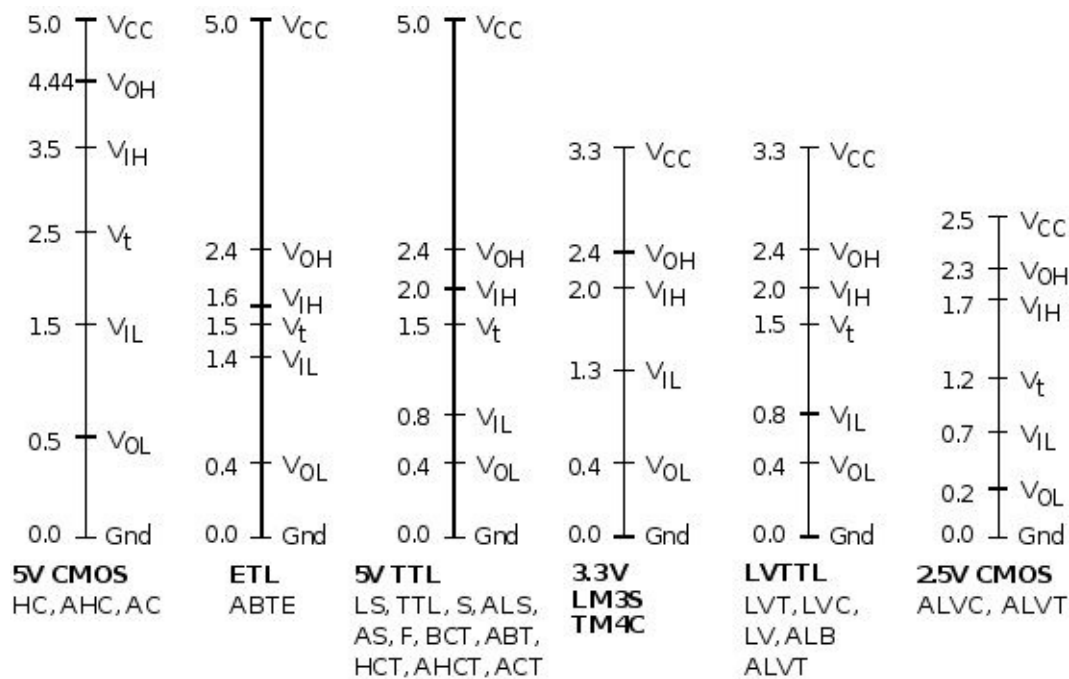 5.0 VCC
4.44 VOH
3.5 VIH
2.5 Vt
1.5 VIL
0.5 VOL
0.0 Gnd
5V CMOS
HC, AHC, AC
5.0 VCC
2.4 VOH
1.6 VIH
1.5 Vt
1.4 VIL
0.4 VOL
0.0 Gnd
ETL
ABTE
5.0 VCC
2.4 VOH
2.0 VIH
1.5 Vt
0.8 VIL
0.4 VOL
0.0 Gnd
5V TTL
LS, TTL, S, ALS,
AS, F, BCT, ABT,
HCT, AHCT, ACT
3.3 VCC
2.4 VOH
2.0 VIH
1.3 VIL
0.4 VOL
0.0 Gnd
3.3V
LM3S
TM4C
3.3 VCC
2.4 VOH
2.0 VIH
1.5 Vt
0.8 VIL
0.4 VOL
0.0 Gnd
LVTTL
LVT, LVC,
LV, ALB
ALVT
2.5 VCC
2.3 VOH
1.7 VIH
1.2 Vt
0.7 VIL
0.2 VOL
0.0 Gnd
2.5V CMOS
ALVC, ALVT